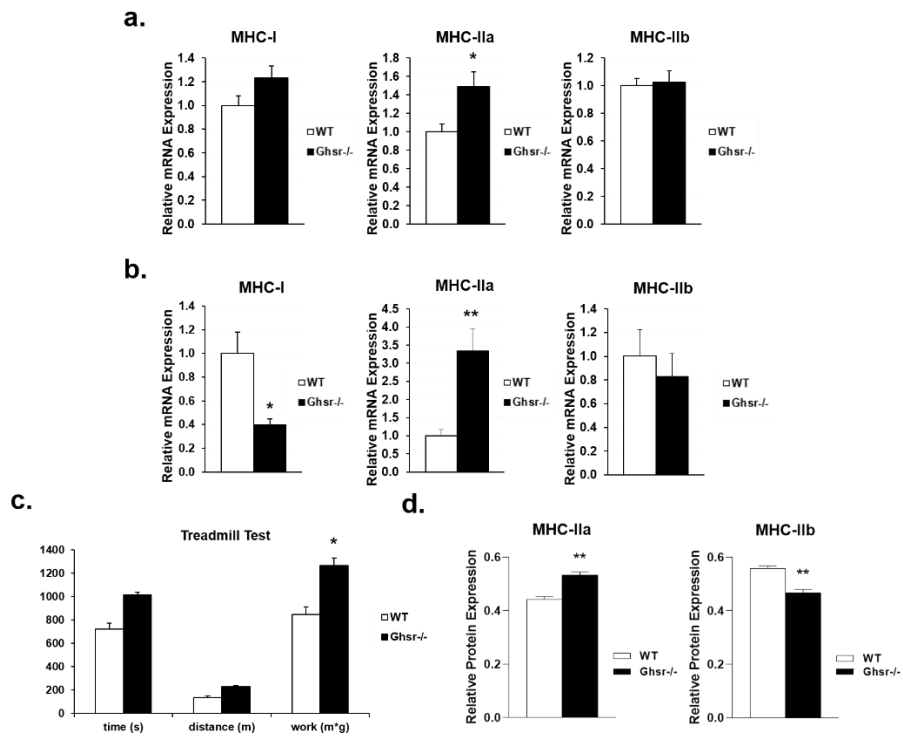 a.
MHC-I
Relative mRNA Expression
1.4
1.2
1.0
0.8
0.6
0.4
0.2
0.0
WT
Ghsr-/-
MHC-IIa
*
Relative mRNA Expression
1.8
1.6
1.4
1.2
1.0
0.8
0.6
0.4
0.2
0.0
WT
Ghsr-/-
MHC-IIb
Relative mRNA Expression
1.2
1.0
0.8
0.6
0.4
0.2
0.0
WT
Ghsr-/-
b.
MHC-I
Relative mRNA Expression
1.4
1.2
1.0
0.8
0.6
0.4
0.2
0.0
*
WT
Ghsr-/-
MHC-IIa
**
Relative mRNA Expression
4.5
4.0
3.5
3.0
2.5
2.0
1.5
1.0
0.5
0.0
WT
Ghsr-/-
MHC-IIb
Relative mRNA Expression
1.4
1.2
1.0
0.8
0.6
0.4
0.2
0.0
WT
Ghsr-/-
c.
Treadmill Test
1400
1200
1000
800
600
400
200
0
*
time (s)
distance (m)
work (m*g)
WT
Ghsr-/-
d.
MHC-IIa
Relative Protein Expression
0.6
0.4
0.2
0.0
**
WT
Ghsr-/-
MHC-IIb
Relative Protein Expression
0.6
0.4
0.2
0.0
**
WT
Ghsr-/-